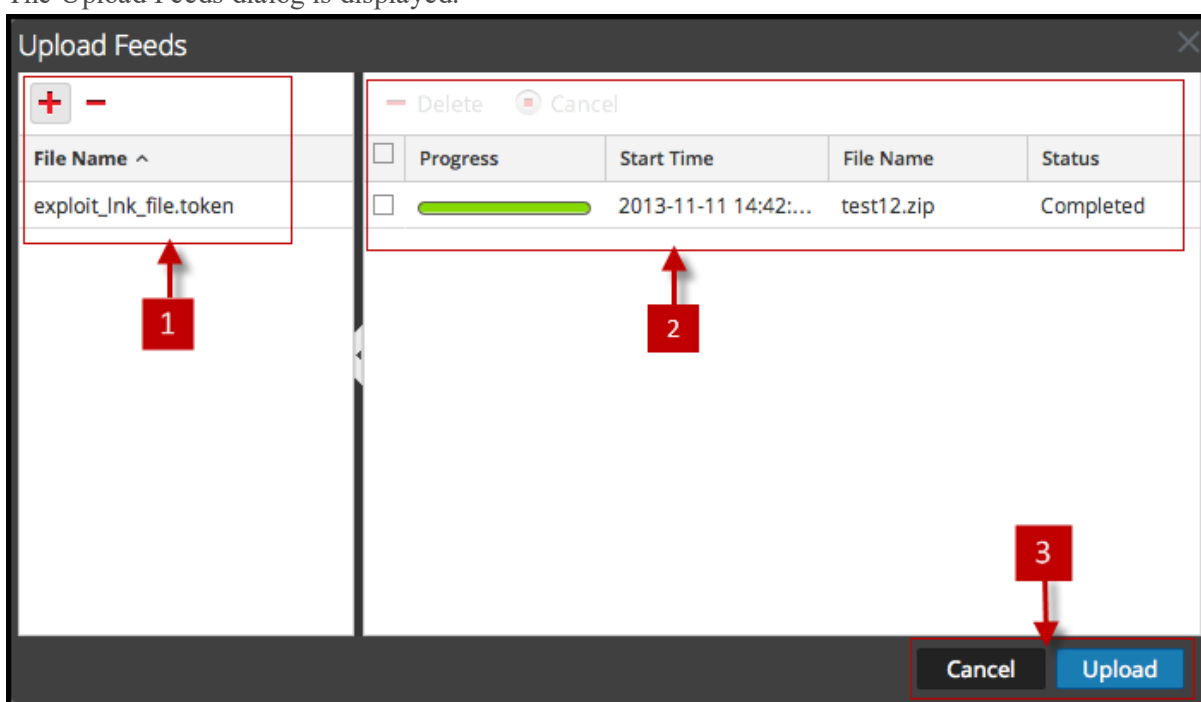 The Upload Feeds dialog is displayed.
Upload Feeds
Delete Cancel
File Name
Progress Start Time File Name Status
exploit_lnk_file.token
2013-11-11 14:42:... test12.zip Completed
1
2
3
Cancel Upload